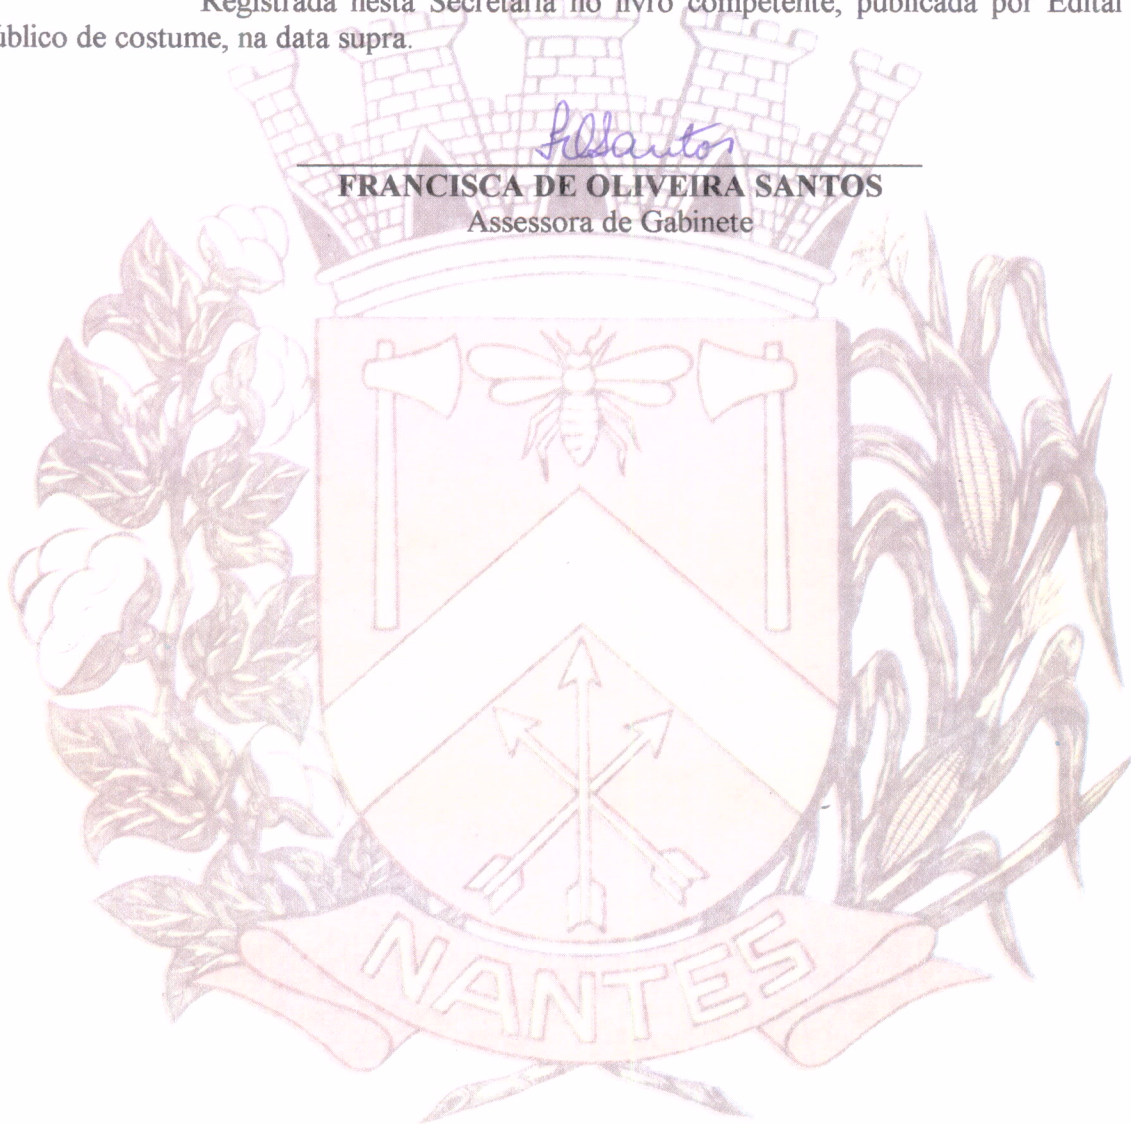 Registrada nesta Secretaria no livro competente, publicada por Edital
úblico de costume, na data supra.
FOSantos
FRANCISCA DE OLIVEIRA SANTOS
Assessora de Gabinete
NANTES